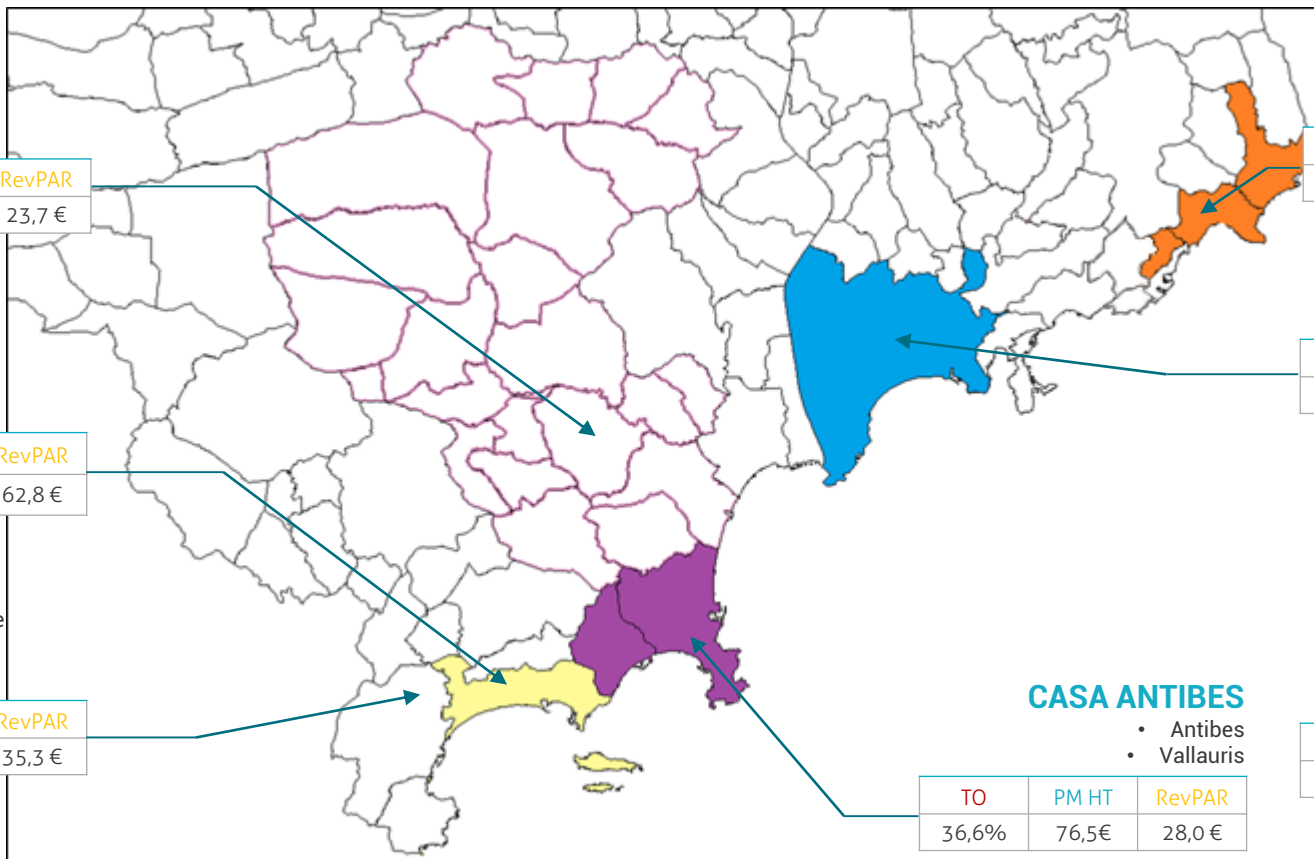 RevPAR
23,7 €
RevPAR
62,8 €
RevPAR
35,3 €
CASA ANTIBES
• Antibes
• Vallauris
TO PM HT RevPAR
36,6% 76,5€ 28,0 €